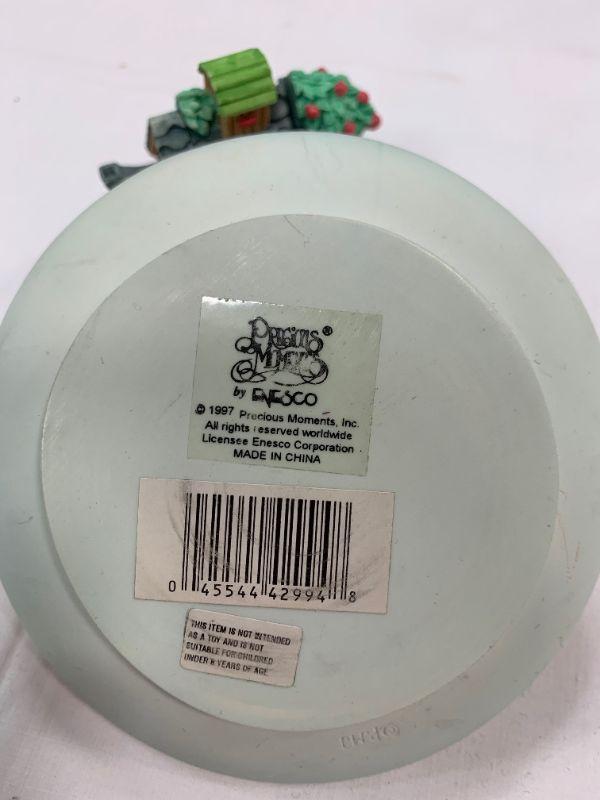 PRECIOUS ®
MOMENTS
by ENESCO
© 1997 Precious Moments, Inc.
All rights reserved worldwide
Licensee Enesco Corporation
MADE IN CHINA
0 45544 42994 8
THIS ITEM IS NOT INTENDED
AS A TOY AND IS NOT
SUITABLE FOR CHILDRED
UNDER 8 YEARS OF AGE